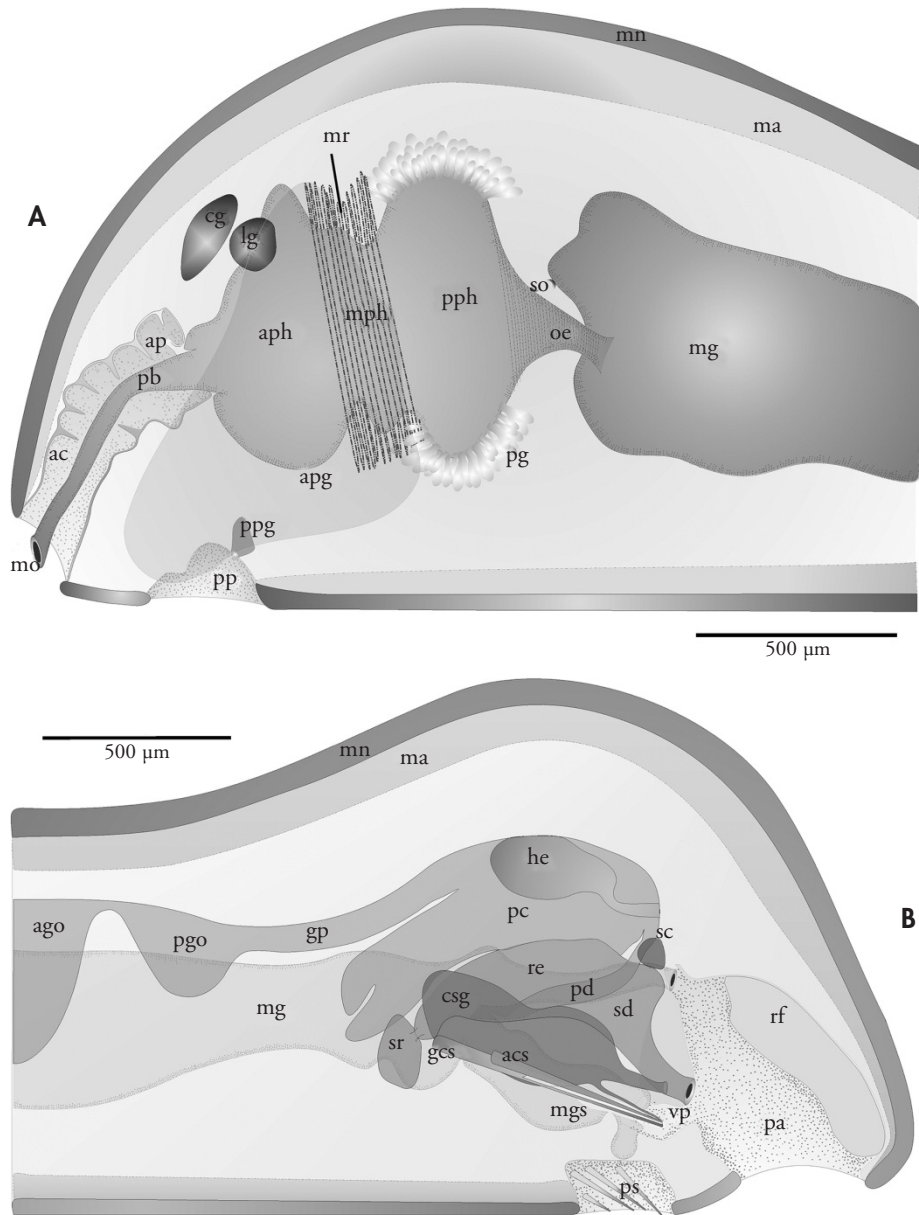 mn
ma
mr
A
cg
lg
so
pph
mph
aph
oe
ap
mg
pb
ac
pg
apg
ppg
mo
pp
500 µm
500 µm
mn
ma
he
B
pc
ago
gp
pgo
sc
re
pd
csg
sd
mg
rf
sr
gcs
acs
mgs
vp
pa
ps